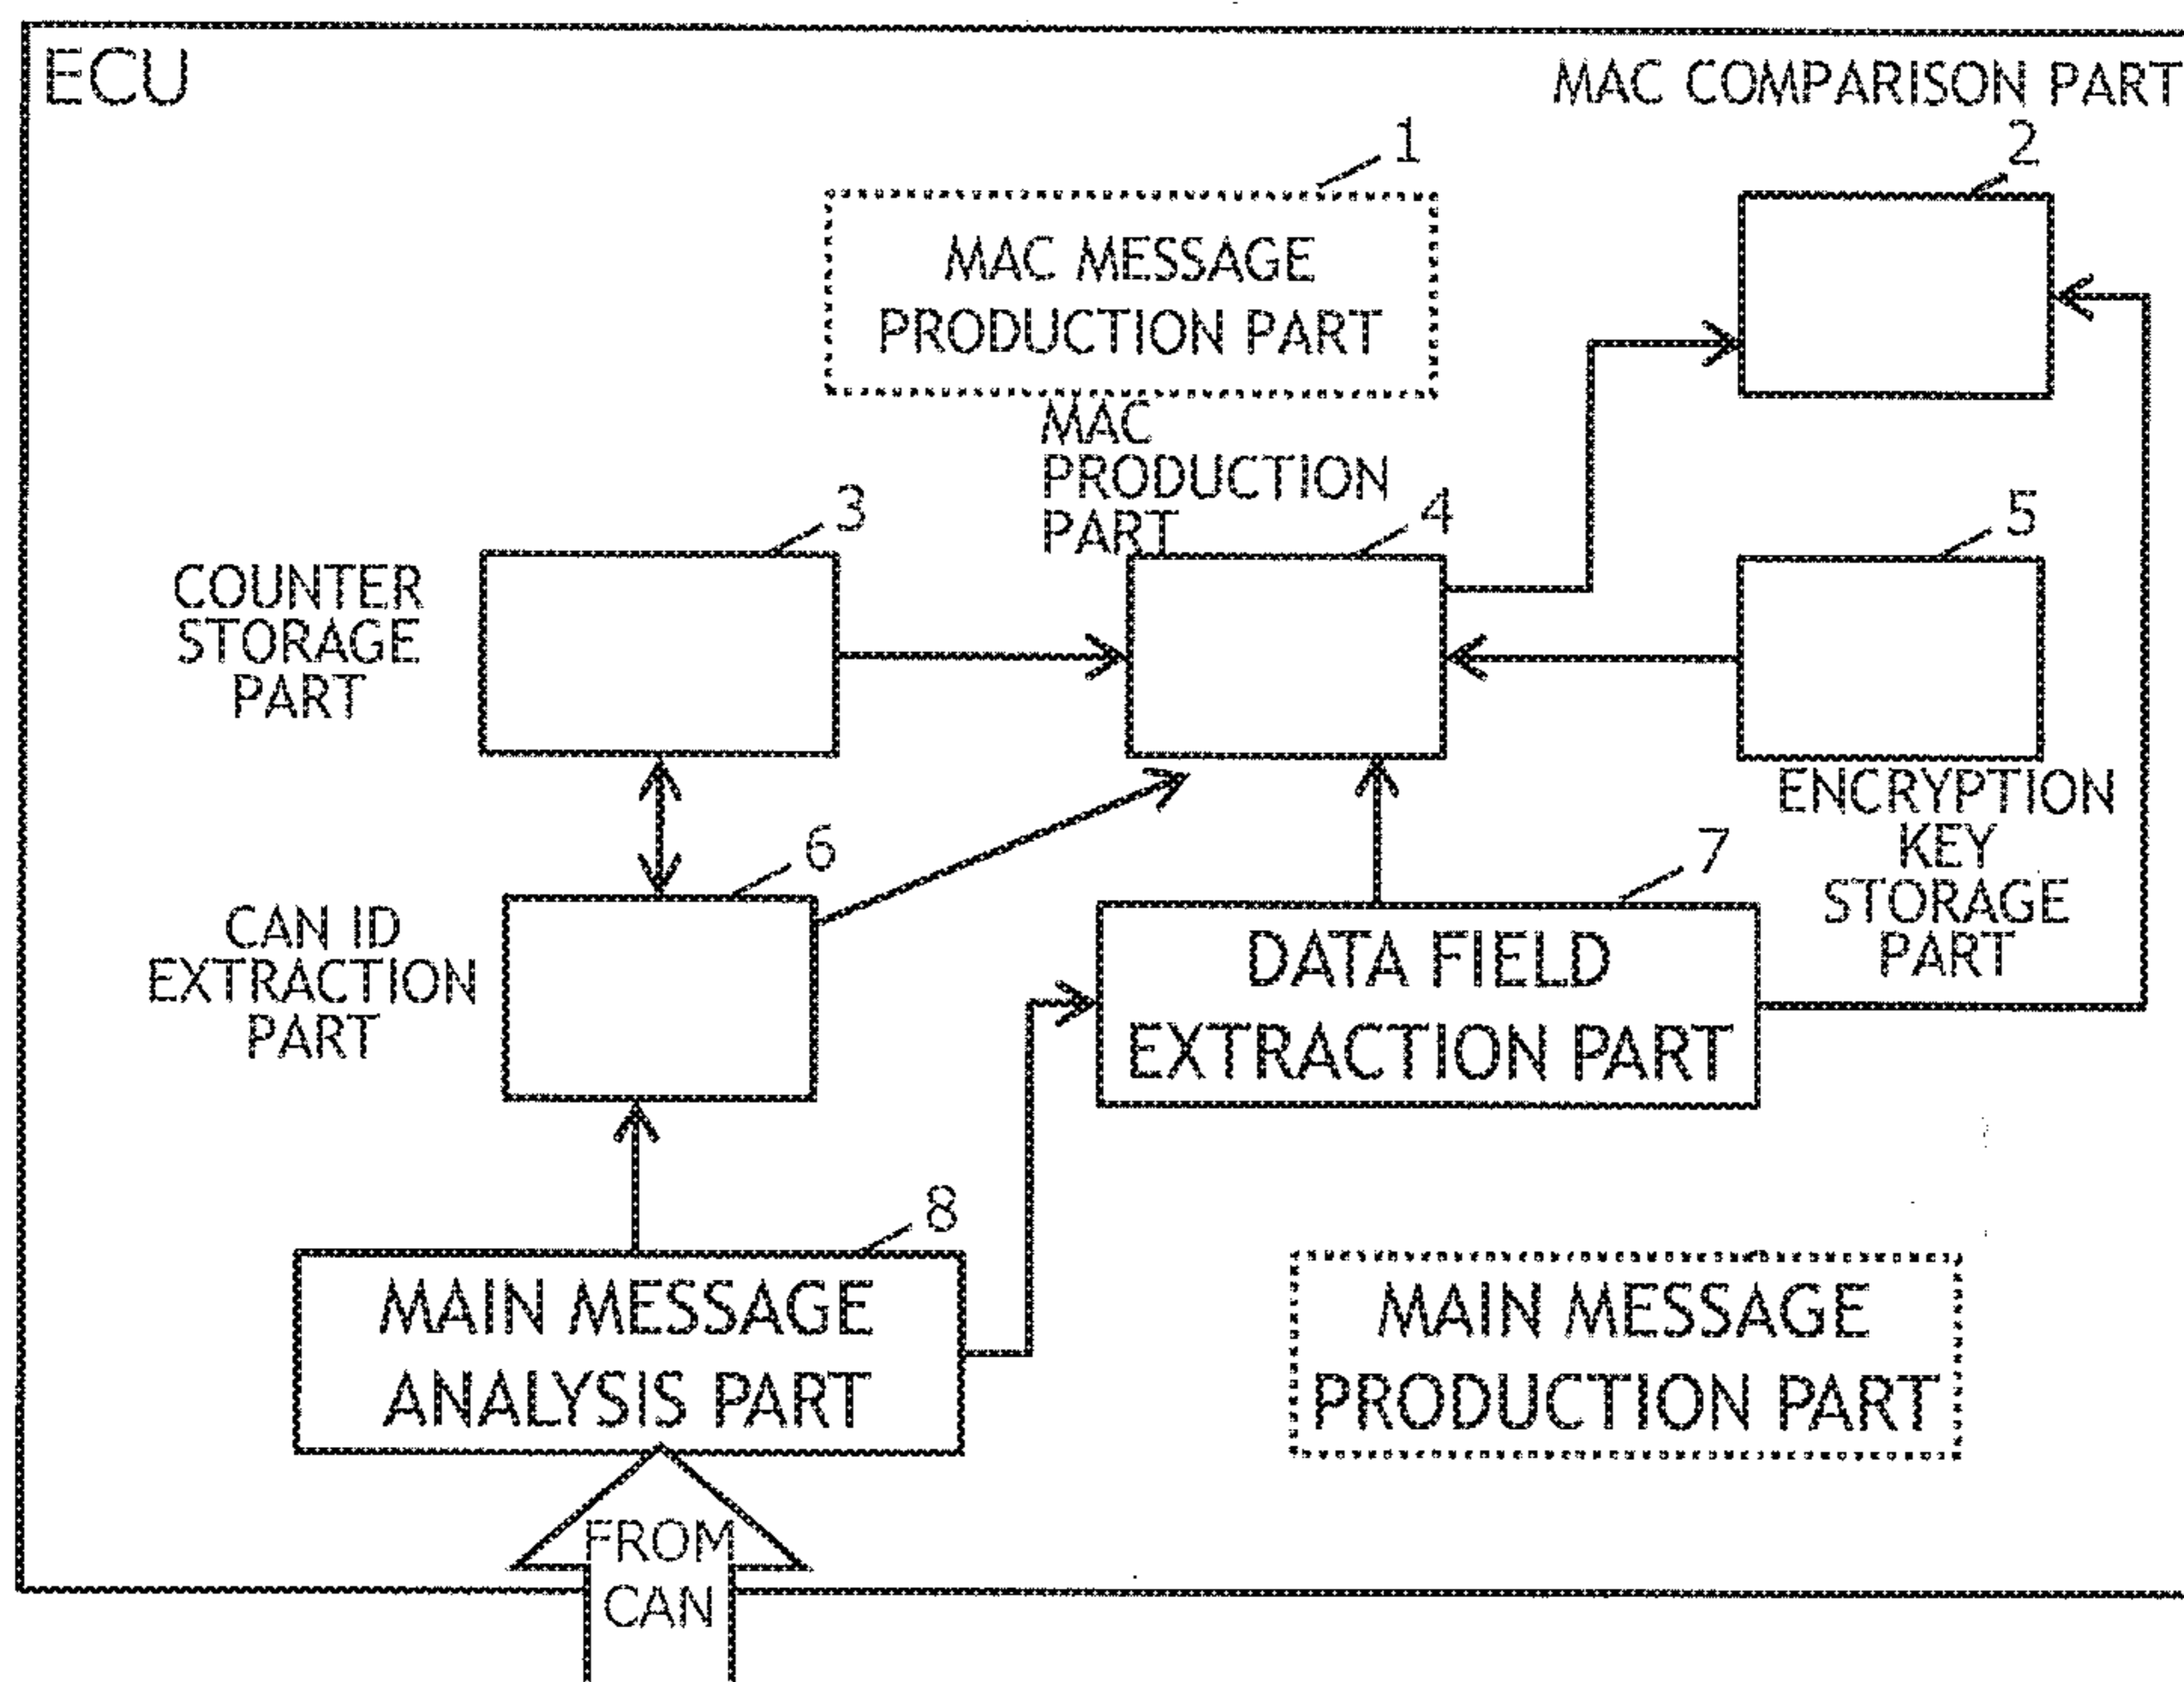 ECU
MAC COMPARISON PART
1
2
MAC MESSAGE
PRODUCTION PART
MAC
PRODUCTION
PART
3
4
5
COUNTER
STORAGE
PART
ENCRYPTION
KEY
STORAGE
PART
6
7
CAN ID
EXTRACTION
PART
DATA FIELD
EXTRACTION PART
8
MAIN MESSAGE
ANALYSIS PART
MAIN MESSAGE
PRODUCTION PART
FROM
CAN